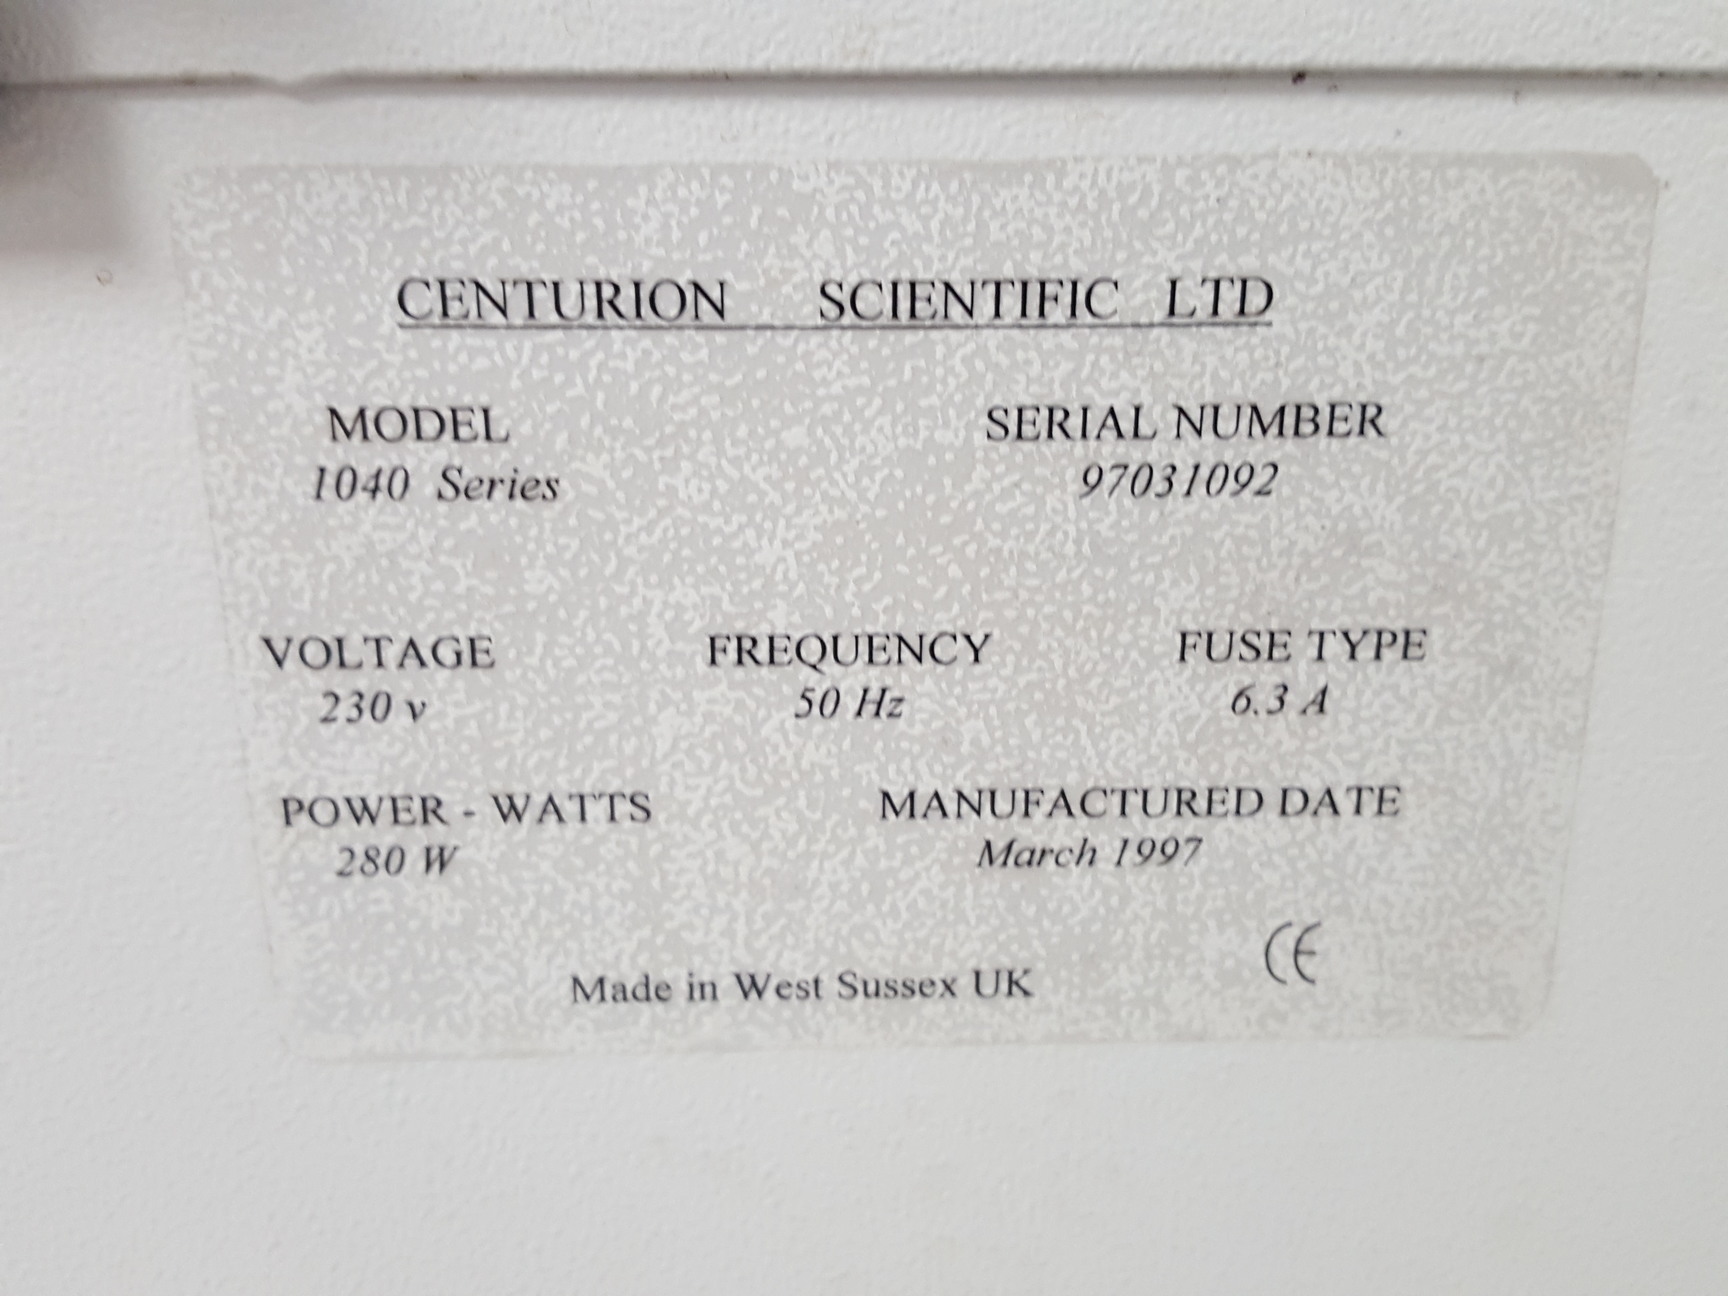 CENTURION SCIENTIFIC LTD
MODEL SERIAL NUMBER
1040 Series 97031092
VOLTAGE FREQUENCY FUSE TYPE
230 v 50 Hz 6.3 A
POWER - WATTS MANUFACTURED DATE
280 W March 1997
CE
Made in West Sussex UK